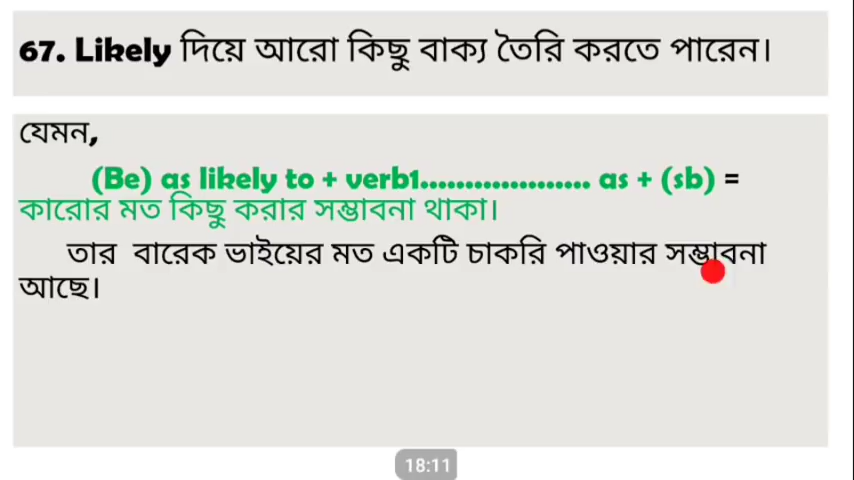 67. Likely দিয়ে আরো কিছু বাক্য তৈরি করতে পারেন।
যেমন,
(Be) as likely to + verb1................... as + (sb) =
কারোর মত কিছু করার সম্ভাবনা থাকা।
তার বারেক ভাইয়ের মত একটি চাকরি পাওয়ার সম্ভাবনা
আছে।
18:11